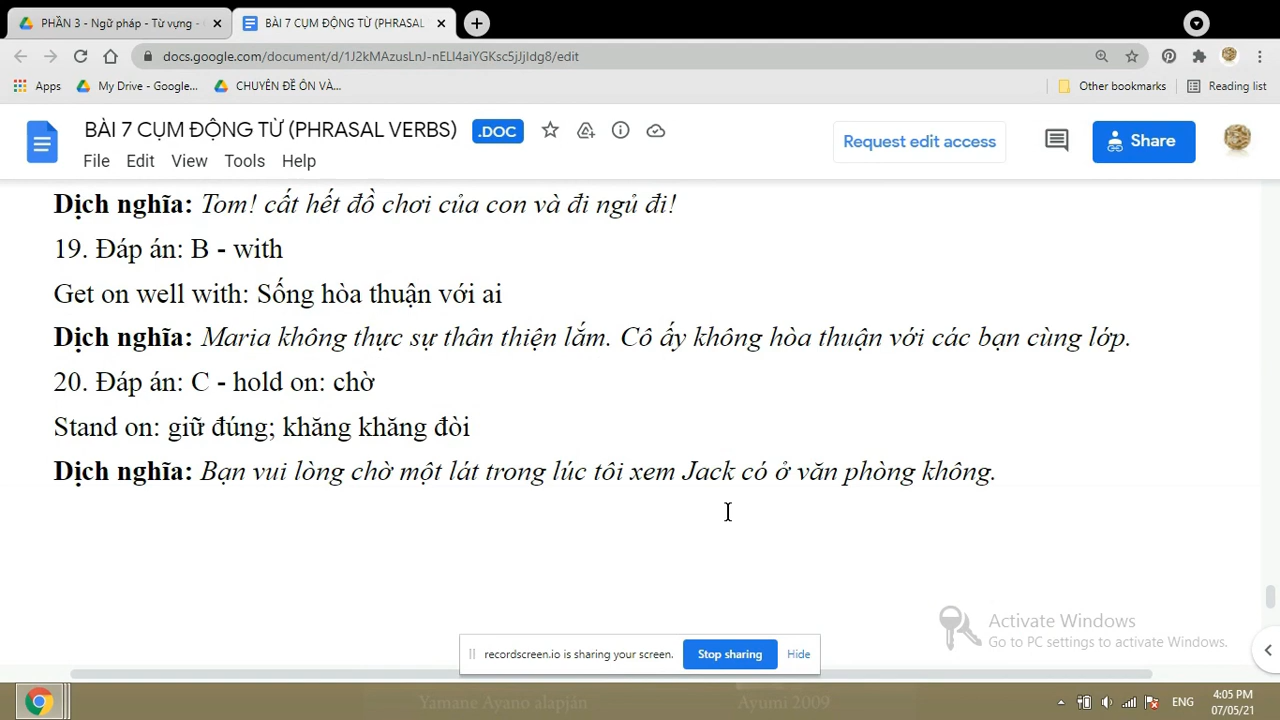 PHẦN 3 - Ngữ pháp - Từ vựng -
BÀI 7 CỤM ĐỘNG TỪ (PHRASAL
docs.google.com/document/d/1J2kMAzusLnJ-nELl4aiYGKsc5jJjIdg8/edit
Apps My Drive - Google... CHUYÊN ĐỀ ÔN VÀ... Other bookmarks Reading list
BÀI 7 CỤM ĐỘNG TỪ (PHRASAL VERBS) .DOC
Request edit access Share
File Edit View Tools Help
Dịch nghĩa: Tom! cất hết đồ chơi của con và đi ngủ đi!
19. Đáp án: B - with
Get on well with: Sống hòa thuận với ai
Dịch nghĩa: Maria không thực sự thân thiện lắm. Cô ấy không hòa thuận với các bạn cùng lớp.
20. Đáp án: C - hold on: chờ
Stand on: giữ đúng; khăng khăng đòi
Dịch nghĩa: Bạn vui lòng chờ một lát trong lúc tôi xem Jack có ở văn phòng không.
Activate Windows
Go to PC settings to activate Windows.
recordscreen.io is sharing your screen. Stop sharing Hide
Yamane Ayano alapján Ayumi 2009
ENG
4:05 PM
07/05/21